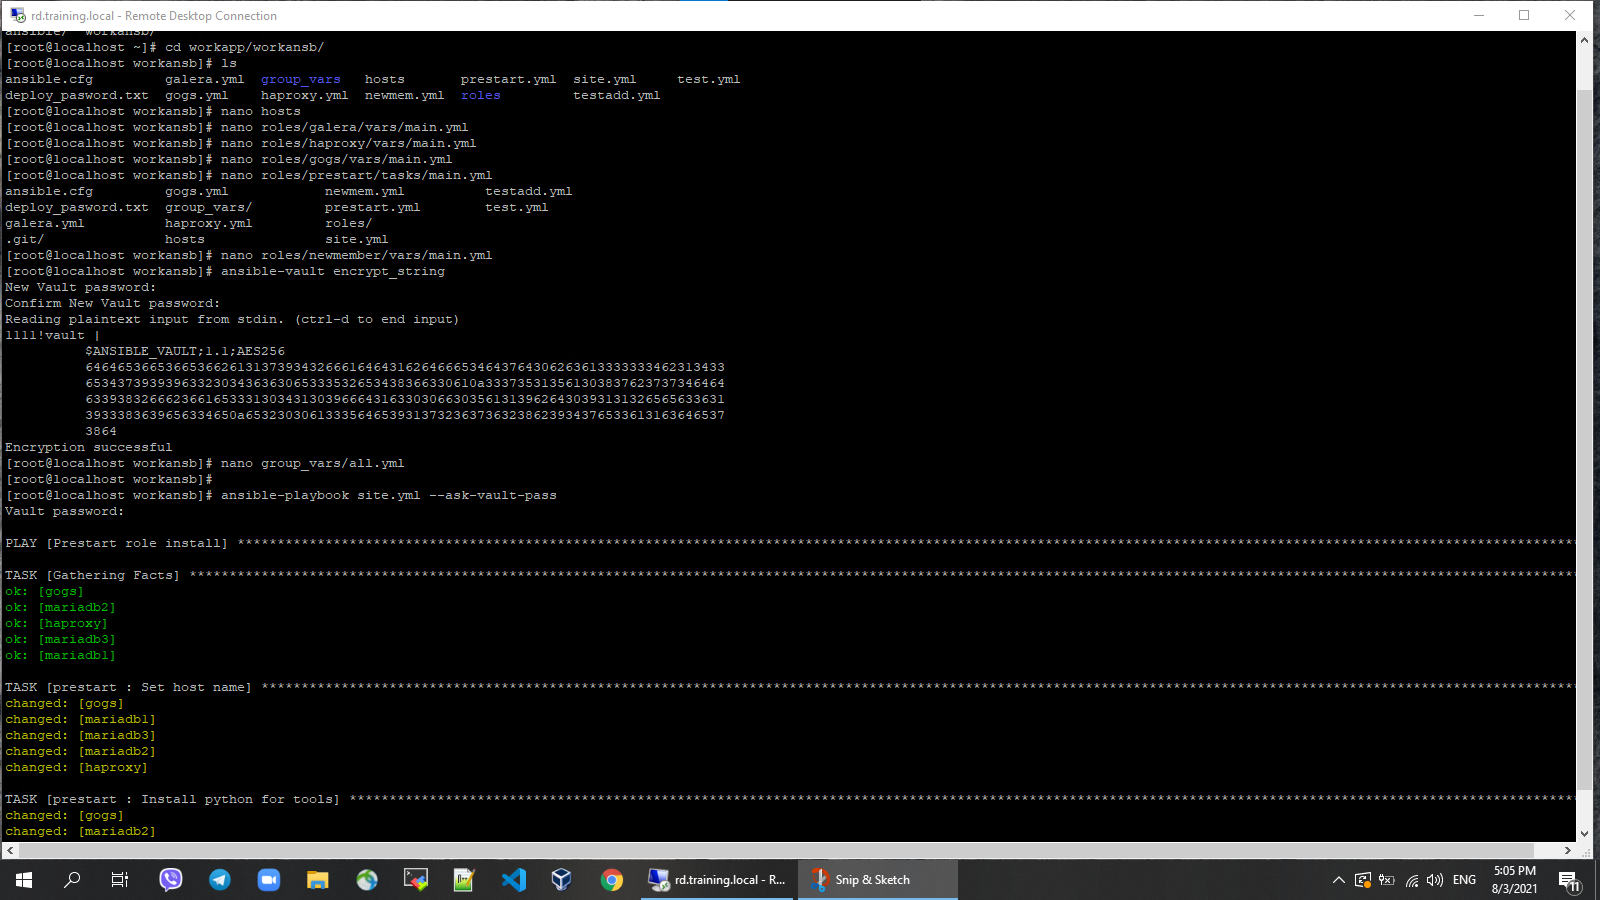 rd.training.local - Remote Desktop Connection
ansible/  workansb/
[root@localhost ~]# cd workapp/workansb/
[root@localhost workansb]# ls
ansible.cfg         galera.yml  group_vars   hosts       prestart.yml  site.yml     test.yml
deploy_pasword.txt  gogs.yml    haproxy.yml  newmem.yml  roles         testadd.yml
[root@localhost workansb]# nano hosts
[root@localhost workansb]# nano roles/galera/vars/main.yml
[root@localhost workansb]# nano roles/haproxy/vars/main.yml
[root@localhost workansb]# nano roles/gogs/vars/main.yml
[root@localhost workansb]# nano roles/prestart/tasks/main.yml
ansible.cfg         gogs.yml            newmem.yml          testadd.yml
deploy_pasword.txt  group_vars/         prestart.yml        test.yml
galera.yml          haproxy.yml         roles/
.git/               hosts               site.yml
[root@localhost workansb]# nano roles/newmember/vars/main.yml
[root@localhost workansb]# ansible-vault encrypt_string
New Vault password:
Confirm New Vault password:
Reading plaintext input from stdin. (ctrl-d to end input)
1111!vault |
$ANSIBLE_VAULT;1.1;AES256
64646536653665366261313739343266616464316264666534643764306263613333333462313433
65343739393963323034363630653335326534383663306​10a333735313561303837623737346464
63393832666236616533313034313039666431633030663035613139626430393131326565633631
3933383639656334650a653230306133356465393137323637363238623934376533613163646537
3864
Encryption successful
[root@localhost workansb]# nano group_vars/all.yml
[root@localhost workansb]#
[root@localhost workansb]# ansible-playbook site.yml --ask-vault-pass
Vault password:
PLAY [Prestart role install] ***********************************************************************************************************************************************************************
TASK [Gathering Facts] *****************************************************************************************************************************************************************************
ok: [gogs]
ok: [mariadb2]
ok: [haproxy]
ok: [mariadb3]
ok: [mariadb1]
TASK [prestart : Set host name] ********************************************************************************************************************************************************************
changed: [gogs]
changed: [mariadb1]
changed: [mariadb3]
changed: [mariadb2]
changed: [haproxy]
TASK [prestart : Install python for tools] *********************************************************************************************************************************************************
changed: [gogs]
changed: [mariadb2]
rd.training.local - R...
Snip & Sketch
ENG
5:05 PM
8/3/2021
11